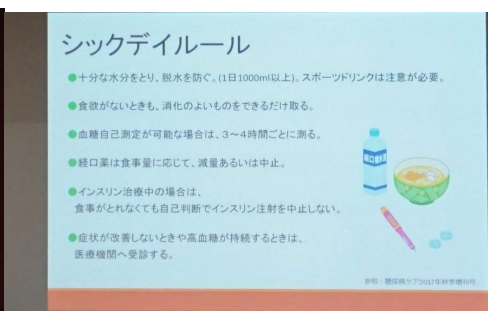 シックデイルール
●十分な水分をとり、脱水を防ぐ。(1日1000ml以上)。スポーツドリンクは注意が必要。
●食欲がないときも、消化のよいものをできるだけ取る。
●血糖自己測定が可能な場合は、3〜4時間ごとに測る。
●経口薬は食事量に応じて、減量あるいは中止。
●インスリン治療中の場合は、
食事がとれなくても自己判断でインスリン注射を中止しない。
●症状が改善しないときや高血糖が持続するときは、
医療機関へ受診する。
経口補水液
参照:糖尿病ケア2017年秋季増刊号